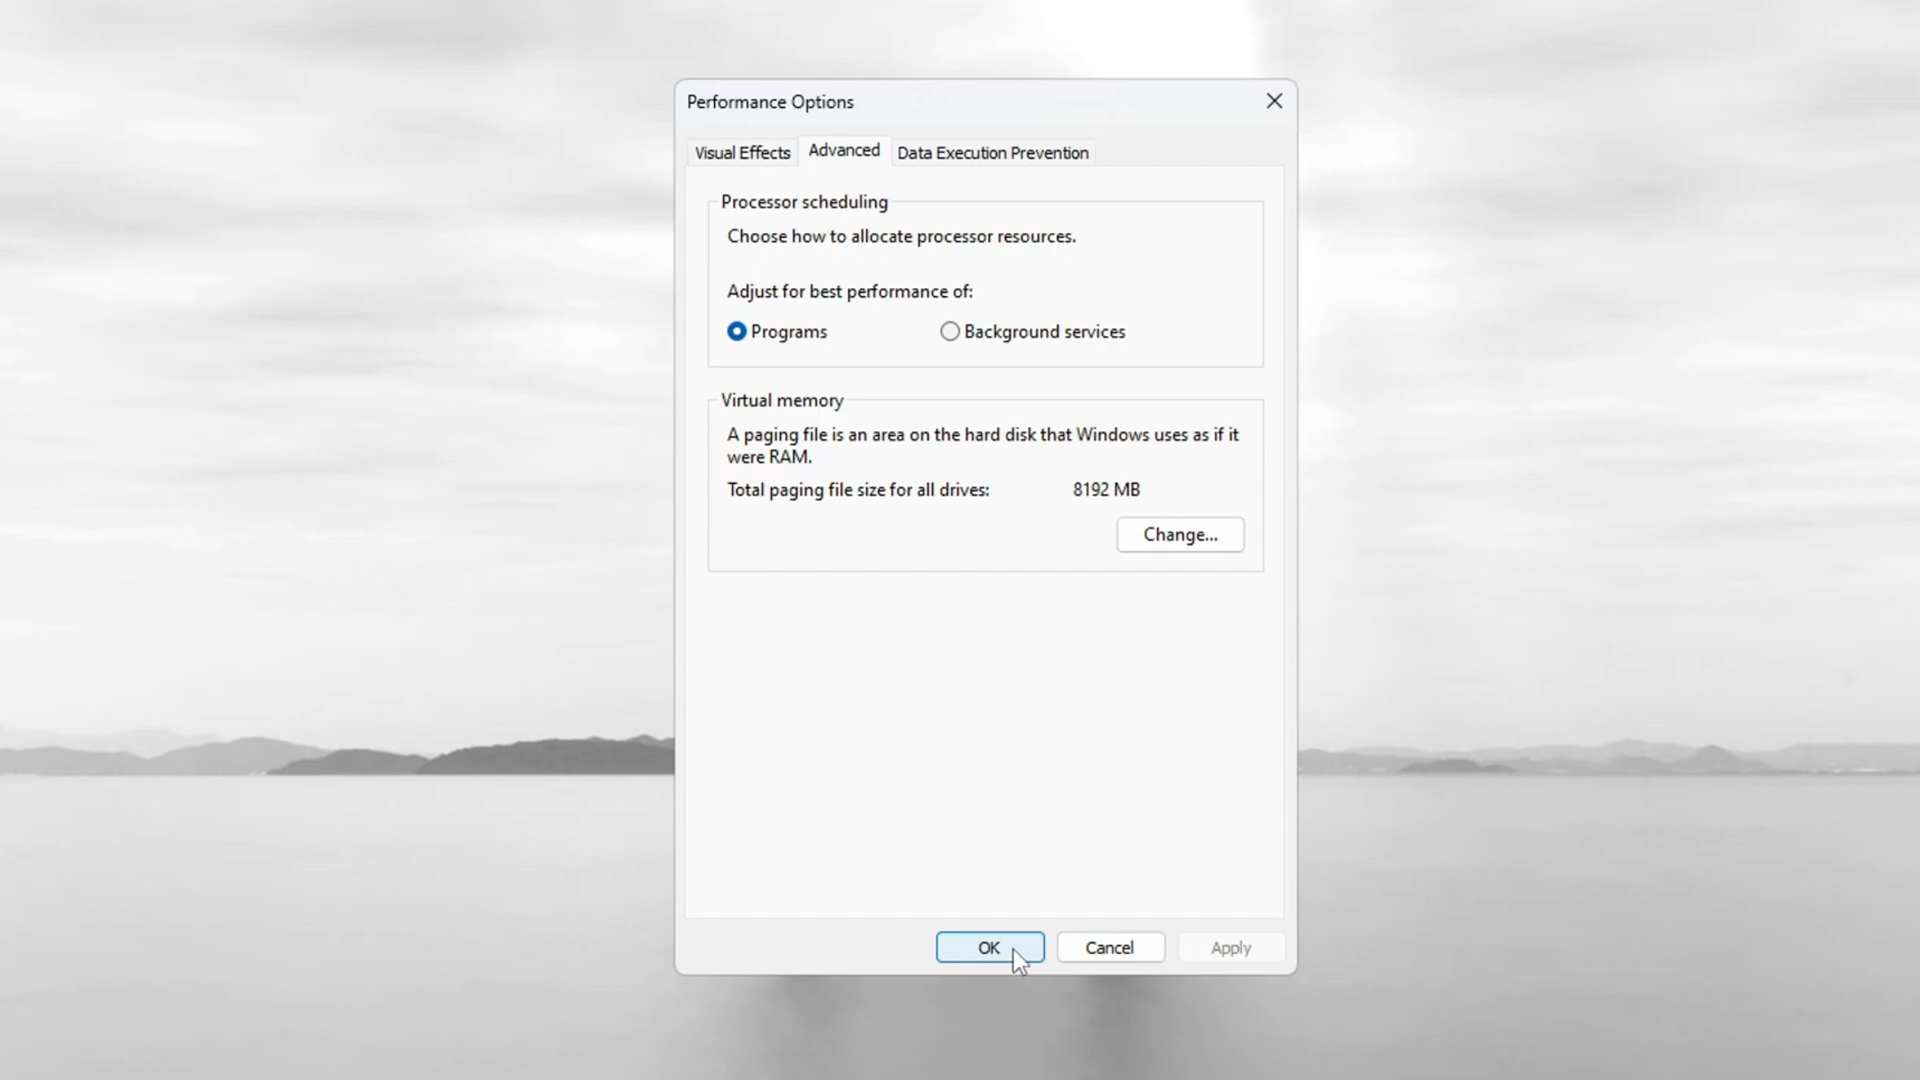 Performance Options
Visual Effects
Advanced
Data Execution Prevention
Processor scheduling
Choose how to allocate processor resources.
Adjust for best performance of:
Programs
Background services
Virtual memory
A paging file is an area on the hard disk that Windows uses as if it
were RAM.
Total paging file size for all drives:
8192 MB
Change...
OK
Cancel
Apply